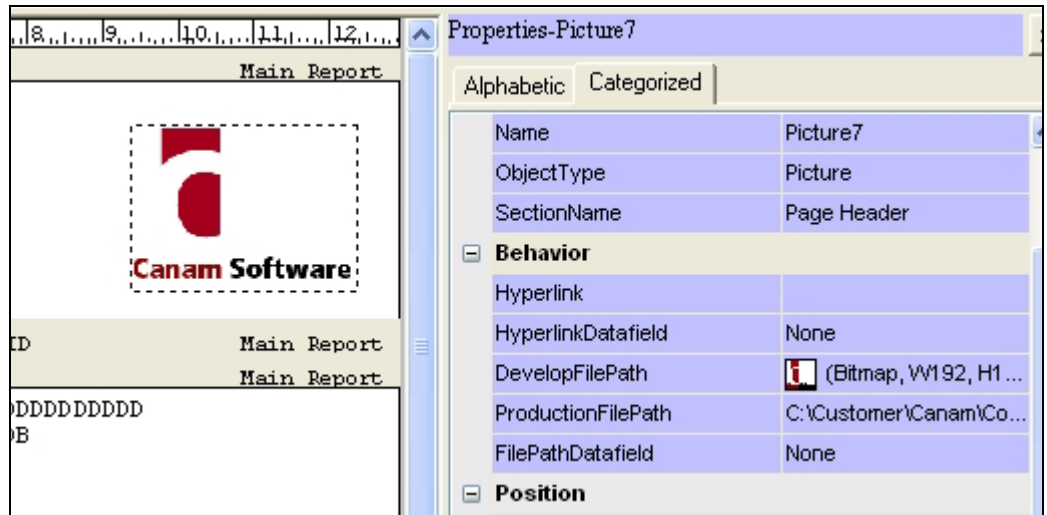 8 9 10 11 12
Main Report
Canam Software
ID Main Report
Main Report
DDDDDDDDDD
DB
Properties-Picture7
Alphabetic Categorized
Name Picture7
ObjectType Picture
SectionName Page Header
Behavior
Hyperlink
HyperlinkDatafield None
DevelopFilePath (Bitmap, W192, H1...
ProductionFilePath C:\Customer\Canam\Co...
FilePathDatafield None
Position